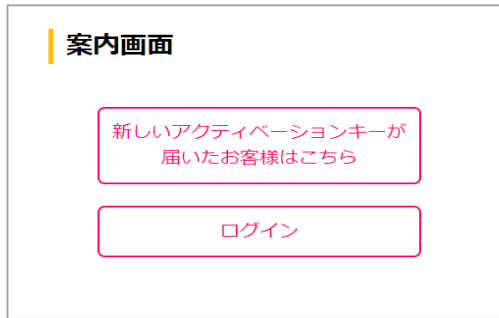 案内画面
新しいアクティベーションキーが
届いたお客様はこちら
ログイン